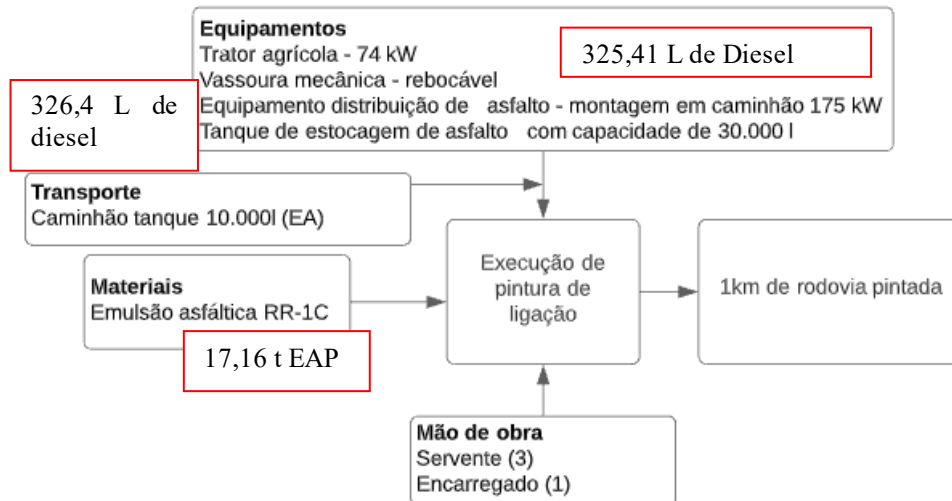 Equipamentos
Trator agrícola - 74 kW
Vassoura mecânica - rebocável
Equipamento distribuição de asfalto - montagem em caminhão 175 kW
Tanque de estocagem de asfalto com capacidade de 30.000 l
325,41 L de Diesel
326,4 L de
diesel
Transporte
Caminhão tanque 10.000l (EA)
Materiais
Emulsão asfáltica RR-1C
17,16 t EAP
Execução de
pintura de
ligação
1km de rodovia pintada
Mão de obra
Servente (3)
Encarregado (1)